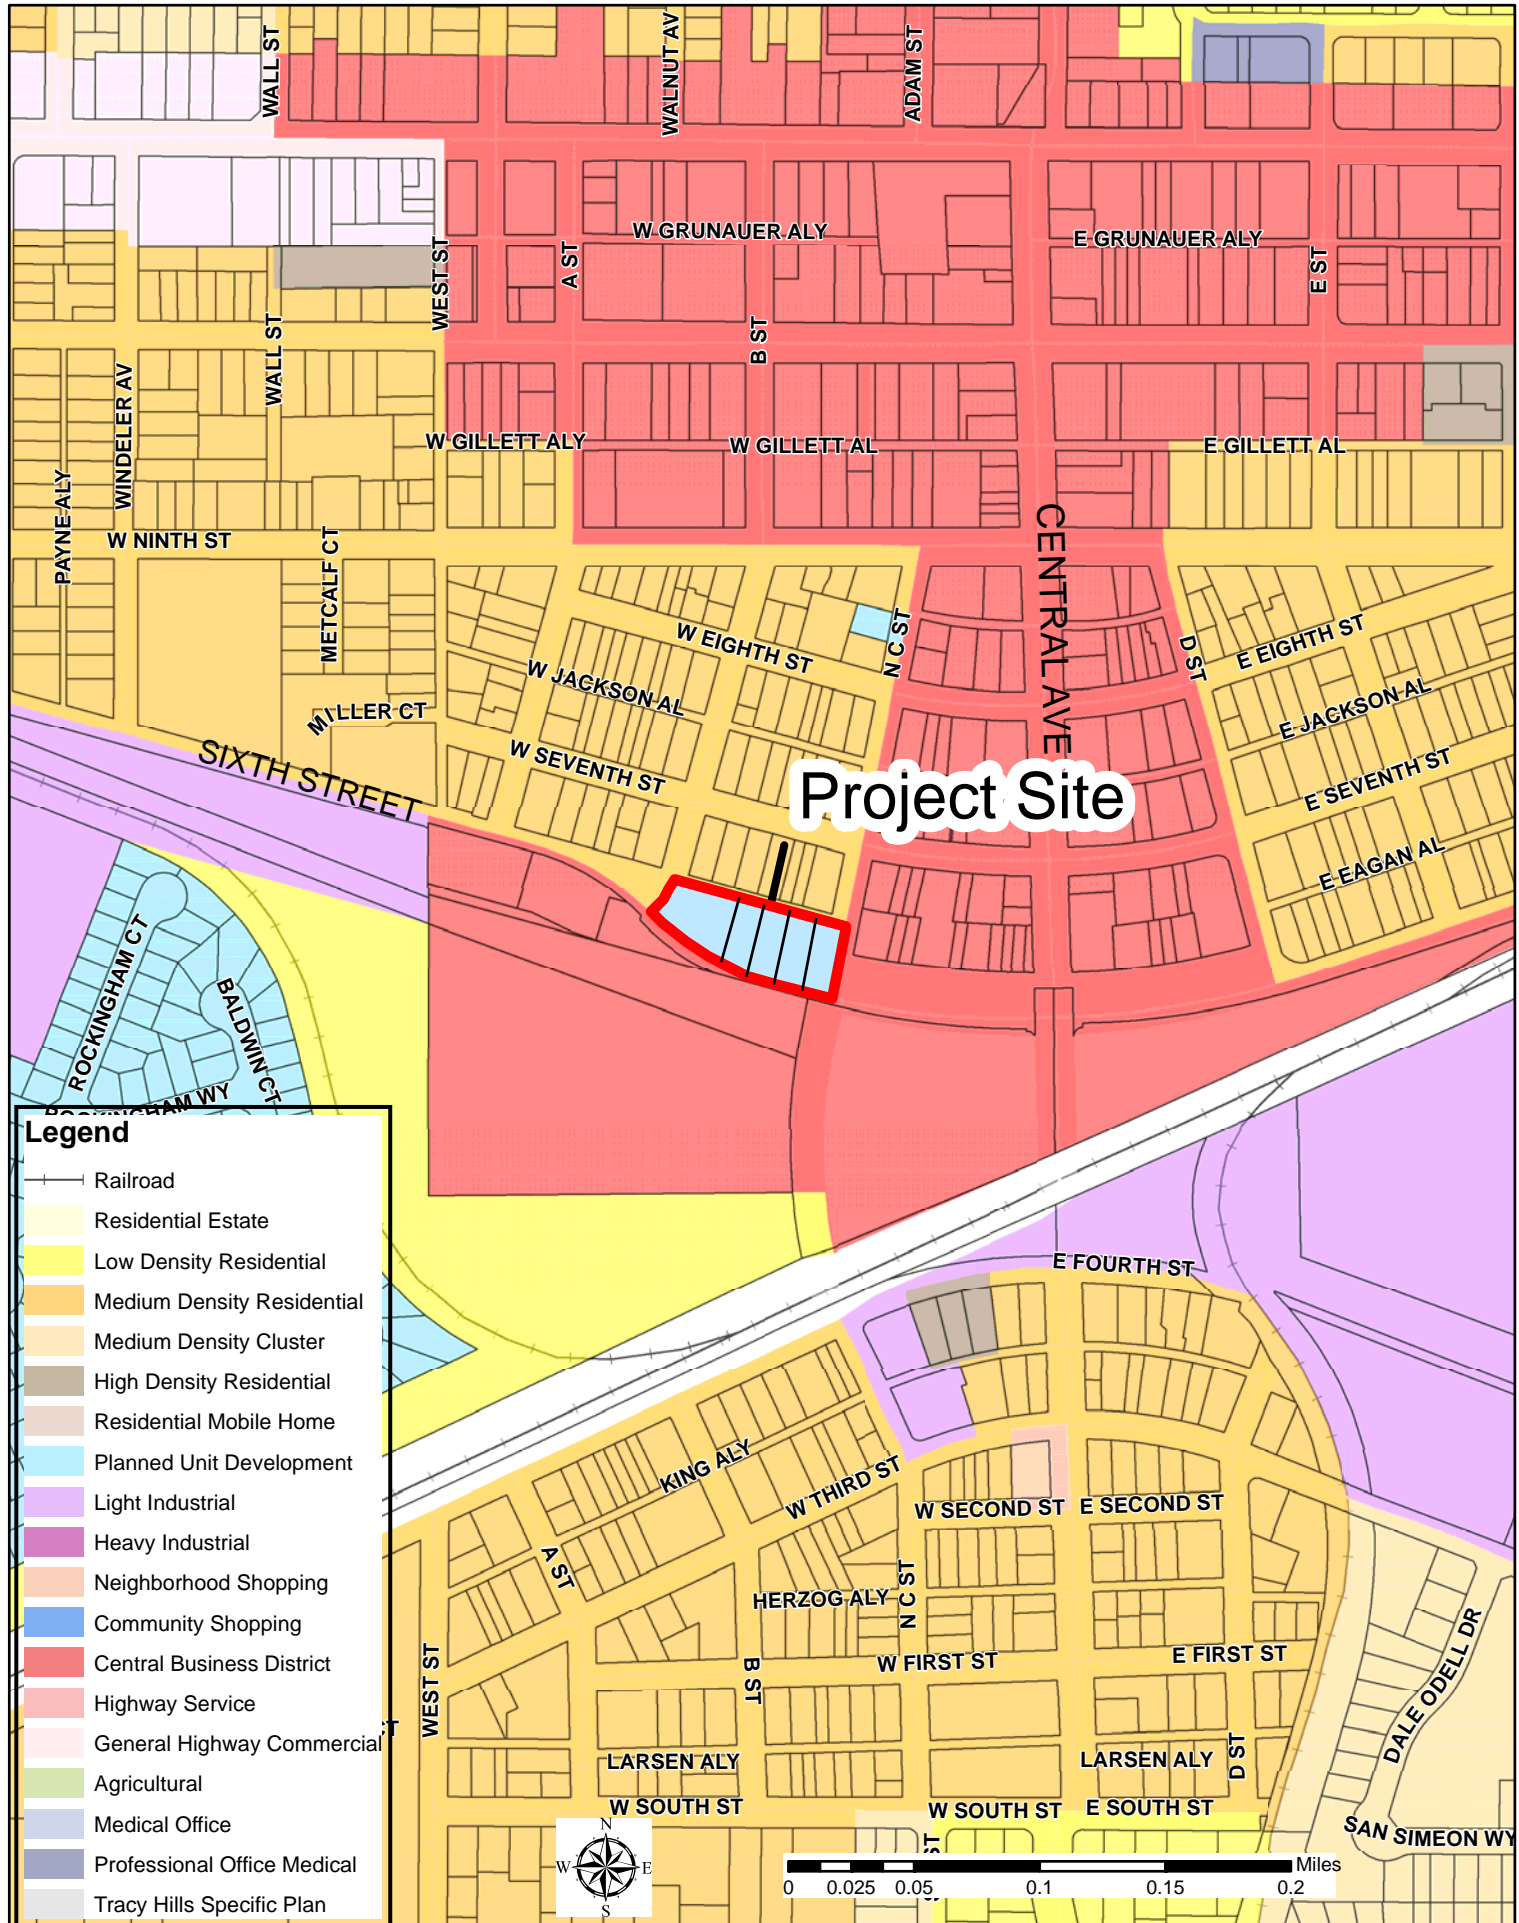 WALL ST
WALNUT AV
ADAM ST
W GRUNAUER ALY
E GRUNAUER ALY
WEST ST
A ST
E ST
WALL ST
B ST
WINDELER AV
W GILLETT ALY
W GILLETT AL
E GILLETT AL
PAYNE ALY
W NINTH ST
METCALF CT
CENTRAL AVE
W EIGHTH ST
N C ST
D ST
E EIGHTH ST
W JACKSON AL
E JACKSON AL
MILLER CT
SIXTH STREET
W SEVENTH ST
E SEVENTH ST
Project Site
E EAGAN AL
ROCKINGHAM CT
BALDWIN CT
ROCKINGHAM WY
Legend
Railroad
Residential Estate
Low Density Residential
Medium Density Residential
Medium Density Cluster
High Density Residential
Residential Mobile Home
Planned Unit Development
Light Industrial
Heavy Industrial
Neighborhood Shopping
Community Shopping
Central Business District
Highway Service
General Highway Commercial
Agricultural
Medical Office
Professional Office Medical
Tracy Hills Specific Plan
E FOURTH ST
KING ALY
W THIRD ST
W SECOND ST
E SECOND ST
A ST
HERZOG ALY
N C ST
W FIRST ST
E FIRST ST
WEST ST
B ST
DALE ODELL DR
LARSEN ALY
LARSEN ALY
D ST
W SOUTH ST
W SOUTH ST
E SOUTH ST
SAN SIMEON WY
ST
N
W
E
S
Miles
0
0.025
0.05
0.1
0.15
0.2